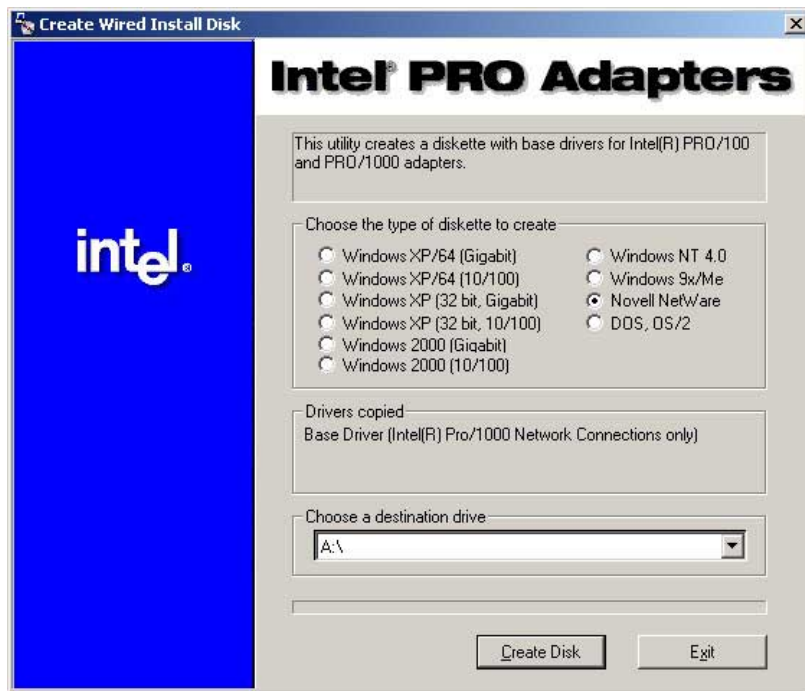 Create Wired Install Disk
Intel® PRO Adapters
intel®
This utility creates a diskette with base drivers for Intel(R) PRO/100
and PRO/1000 adapters.
Choose the type of diskette to create
Windows XP/64 (Gigabit)
Windows XP/64 (10/100)
Windows XP (32 bit, Gigabit)
Windows XP (32 bit, 10/100)
Windows 2000 (Gigabit)
Windows 2000 (10/100)
Windows NT 4.0
Windows 9x/Me
Novell NetWare
DOS, OS/2
Drivers copied
Base Driver (Intel(R) Pro/1000 Network Connections only)
Choose a destination drive
A:\
Create Disk
Exit